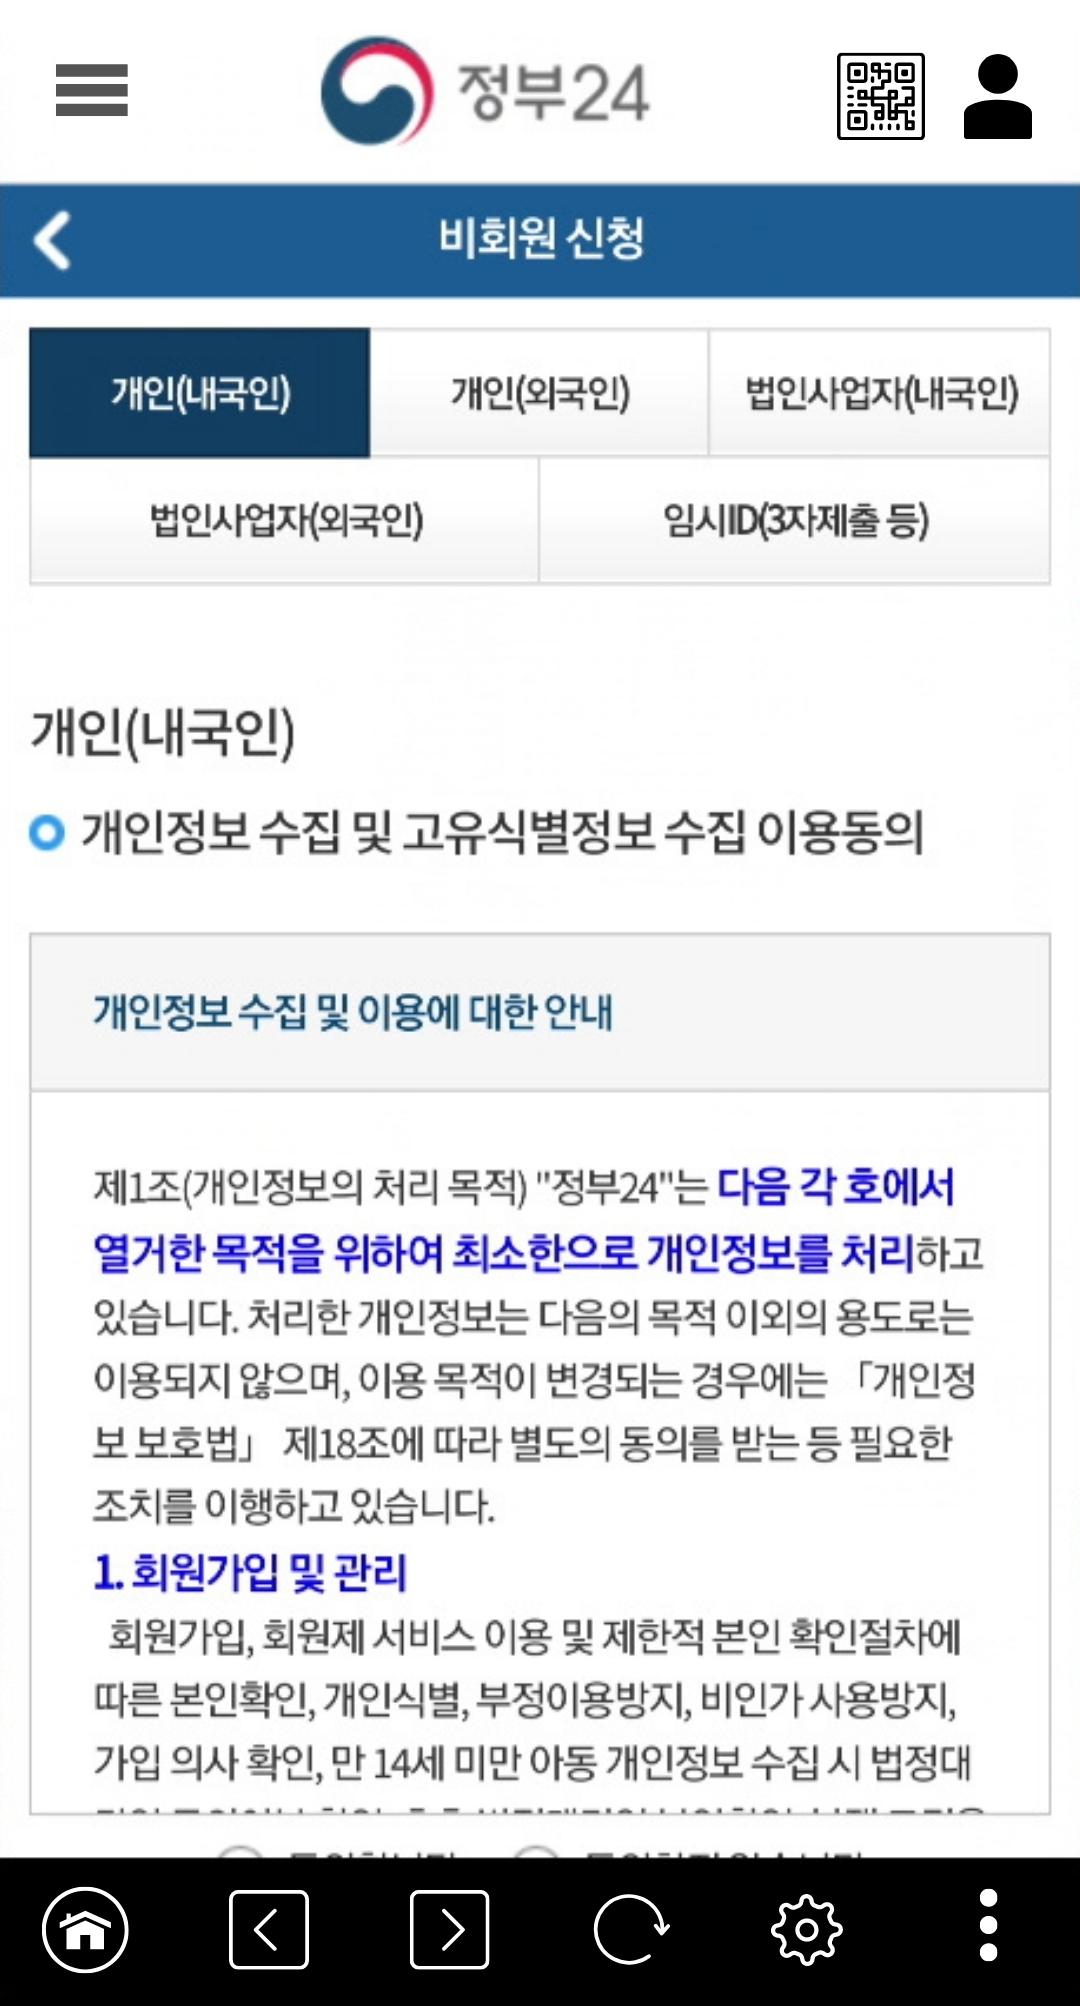 정부24
비회원 신청
개인(내국인)
개인(외국인)
법인사업자(내국인)
법인사업자(외국인)
임시ID(3자제출 등)
개인(내국인)
개인정보 수집 및 고유식별정보 수집 이용동의
개인정보 수집 및 이용에 대한 안내
제1조(개인정보의 처리 목적) "정부24"는 다음 각 호에서
열거한 목적을 위하여 최소한으로 개인정보를 처리하고
있습니다. 처리한 개인정보는 다음의 목적 이외의 용도로는
이용되지 않으며, 이용 목적이 변경되는 경우에는 「개인정
보 보호법」 제18조에 따라 별도의 동의를 받는 등 필요한
조치를 이행하고 있습니다.
1. 회원가입 및 관리
회원가입, 회원제 서비스 이용 및 제한적 본인 확인절차에
따른 본인확인, 개인식별, 부정이용방지, 비인가 사용방지,
가입 의사 확인, 만 14세 미만 아동 개인정보 수집 시 법정대